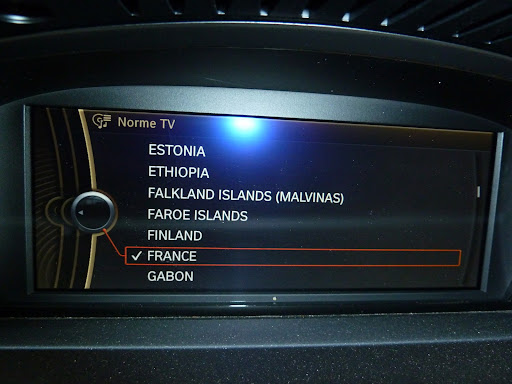 Norme TV
ESTONIA
ETHIOPIA
FALKLAND ISLANDS (MALVINAS)
FAROE ISLANDS
FINLAND
FRANCE
GABON